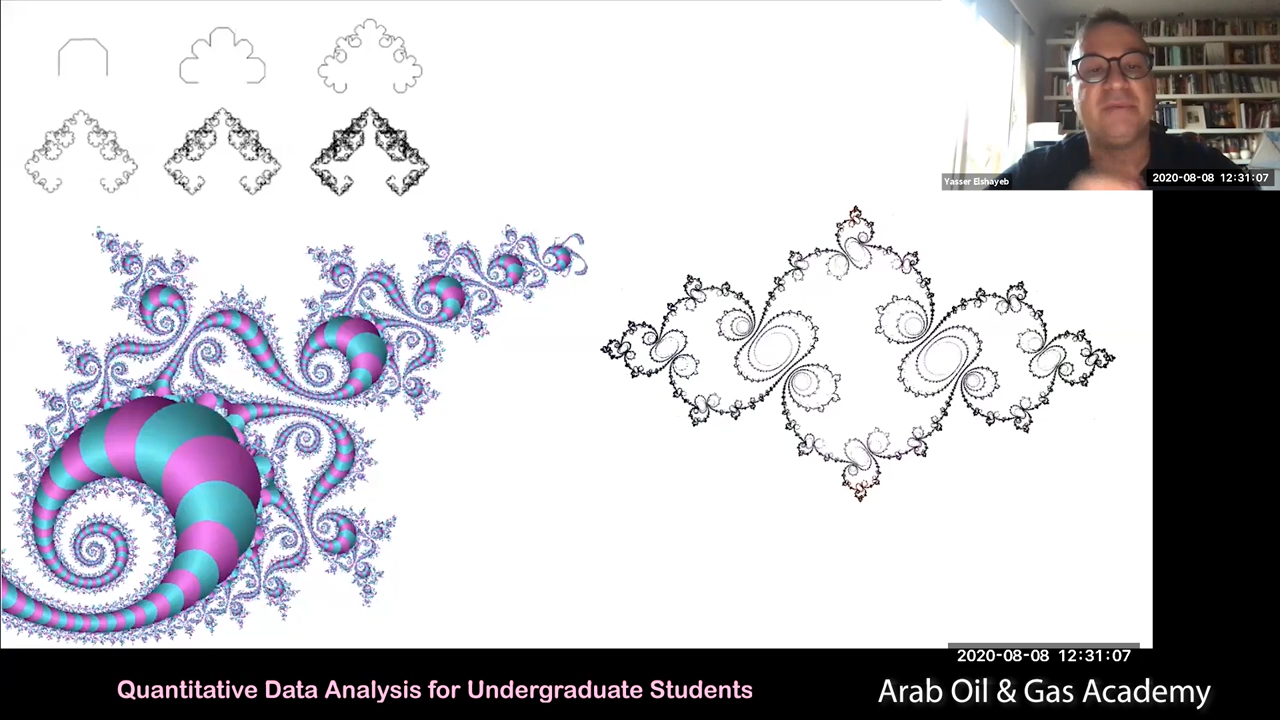 Yasser Elshayeb
2020-08-08 12:31:07
2020-08-08 12:31:07
Quantitative Data Analysis for Undergraduate Students
Arab Oil & Gas Academy